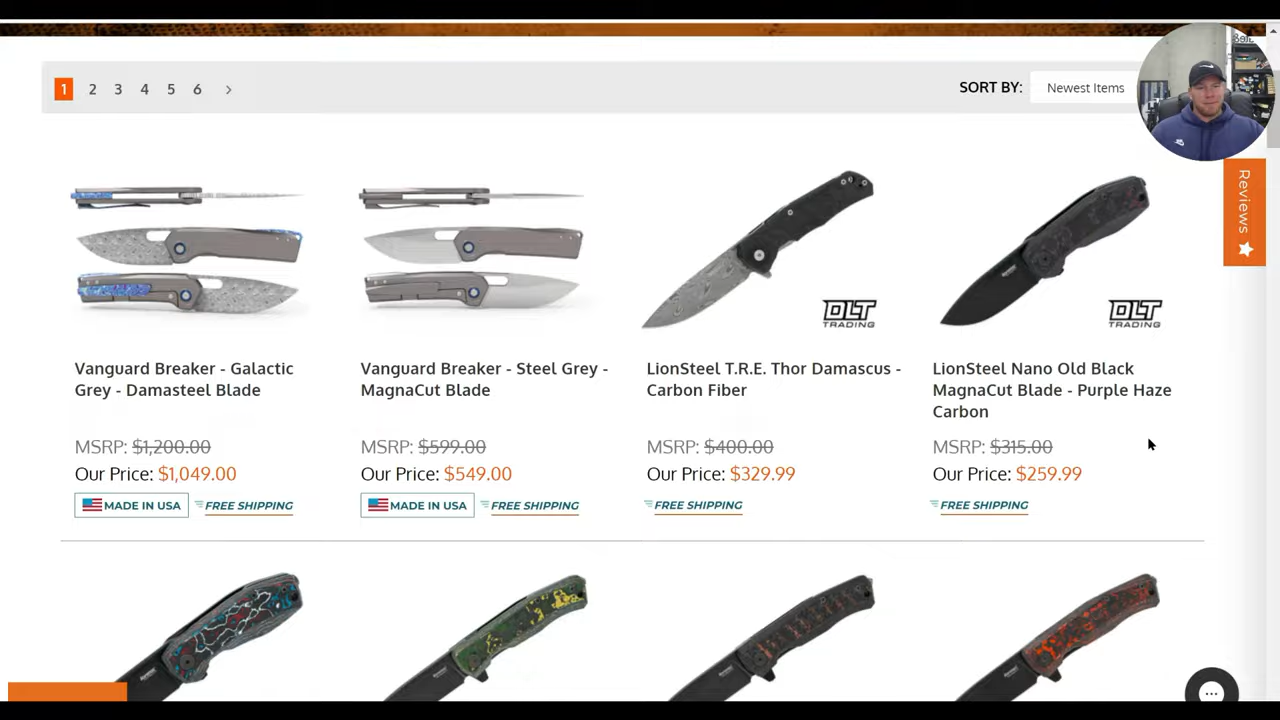 1 2 3 4 5 6 >
SORT BY: Newest Items
Reviews
DLT
TRADING
DLT
TRADING
Vanguard Breaker - Galactic
Grey - Damasteel Blade
MSRP: $1,200.00
Our Price: $1,049.00
MADE IN USA FREE SHIPPING
Vanguard Breaker - Steel Grey -
MagnaCut Blade
MSRP: $599.00
Our Price: $549.00
MADE IN USA FREE SHIPPING
LionSteel T.R.E. Thor Damascus -
Carbon Fiber
MSRP: $400.00
Our Price: $329.99
FREE SHIPPING
LionSteel Nano Old Black
MagnaCut Blade - Purple Haze
Carbon
MSRP: $315.00
Our Price: $259.99
FREE SHIPPING